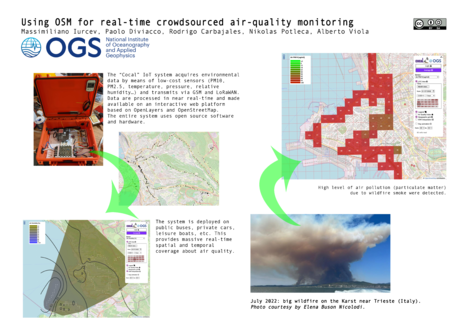 Using OSM for real-time crowdsourced air-quality monitoring
Massimiliano Iurcev, Paolo Diviacco, Rodrigo Carbajales, Nikolas Potleca, Alberto Viola
OGS
National Institute
of Oceanography
and Applied
Geophysics
The "Cocal" IoT system acquires environmental
data by means of low-cost sensors (PM10,
PM2.5, temperature, pressure, relative
humidity…) and transmits via GSM and LoRaWAN.
Data are processed in near real-time and made
available on an interactive web platform
based on OpenLayers and OpenStreetMap.
The entire system uses open source software
and hardware.
High level of air pollution (particulate matter)
due to wildfire smoke were detected.
The system is deployed on
public buses, private cars,
leisure boats, etc. This
provides massive real-time
spatial and temporal
coverage about air quality.
July 2022: big wildfire on the Karst near Trieste (Italy).
Photo courtesy by Elena Buson Nicolodi.